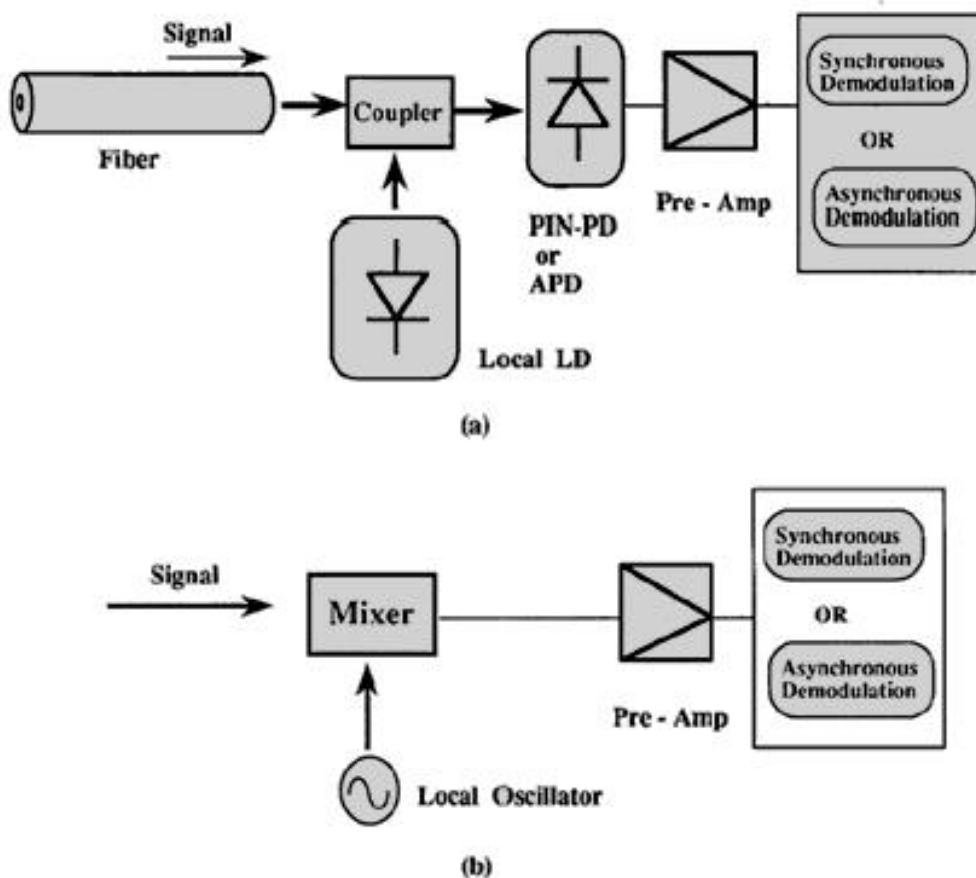 Signal
Fiber
Coupler
Local LD
PIN-PD
or
APD
Pre - Amp
Synchronous
Demodulation
OR
Asynchronous
Demodulation
(a)
Signal
Mixer
Local Oscillator
Pre - Amp
Synchronous
Demodulation
OR
Asynchronous
Demodulation
(b)